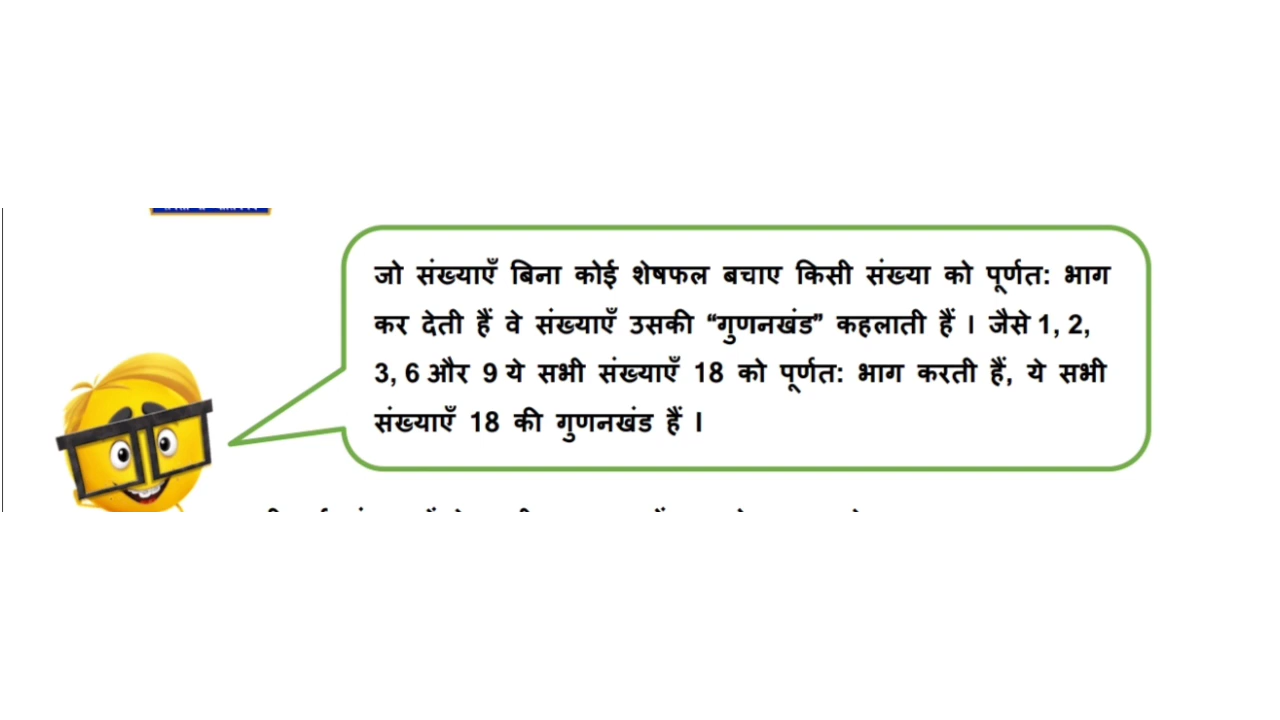 जो संख्याएँ बिना कोई शेषफल बचाए किसी संख्या को पूर्णत: भाग
कर देती हैं वे संख्याएँ उसकी “गुणनखंड” कहलाती हैं । जैसे 1, 2,
3, 6 और 9 ये सभी संख्याएँ 18 को पूर्णत: भाग करती हैं, ये सभी
संख्याएँ 18 की गुणनखंड हैं ।